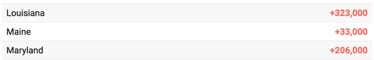 Louisiana +323,000
Maine +33,000
Maryland +206,000